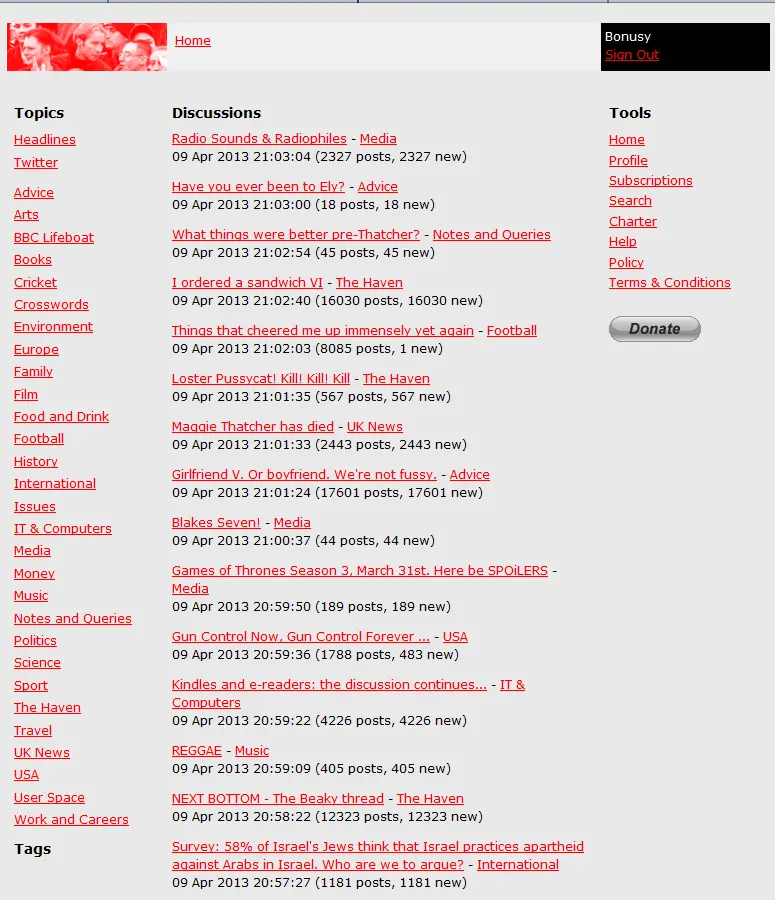 Home
Bonusy
Sign Out
Topics
Headlines
Twitter
Advice
Arts
BBC Lifeboat
Books
Cricket
Crosswords
Environment
Europe
Family
Film
Food and Drink
Football
History
International
Issues
IT & Computers
Media
Money
Music
Notes and Queries
Politics
Science
Sport
The Haven
Travel
UK News
USA
User Space
Work and Careers
Tags
Discussions
Radio Sounds & Radiophiles - Media
09 Apr 2013 21:03:04 (2327 posts, 2327 new)
Have you ever been to Ely? - Advice
09 Apr 2013 21:03:00 (18 posts, 18 new)
What things were better pre-Thatcher? - Notes and Queries
09 Apr 2013 21:02:54 (45 posts, 45 new)
I ordered a sandwich VI - The Haven
09 Apr 2013 21:02:40 (16030 posts, 16030 new)
Things that cheered me up immensely yet again - Football
09 Apr 2013 21:02:03 (8085 posts, 1 new)
Loster Pussycat! Kill! Kill! Kill - The Haven
09 Apr 2013 21:01:35 (567 posts, 567 new)
Maggie Thatcher has died - UK News
09 Apr 2013 21:01:33 (2443 posts, 2443 new)
Girlfriend V. Or boyfriend. We're not fussy. - Advice
09 Apr 2013 21:01:24 (17601 posts, 17601 new)
Blakes Seven! - Media
09 Apr 2013 21:00:37 (44 posts, 44 new)
Games of Thrones Season 3, March 31st. Here be SPOiLERS -
Media
09 Apr 2013 20:59:50 (189 posts, 189 new)
Gun Control Now, Gun Control Forever ... - USA
09 Apr 2013 20:59:36 (1788 posts, 483 new)
Kindles and e-readers: the discussion continues... - IT &
Computers
09 Apr 2013 20:59:22 (4226 posts, 4226 new)
REGGAE - Music
09 Apr 2013 20:59:09 (405 posts, 405 new)
NEXT BOTTOM - The Beaky thread - The Haven
09 Apr 2013 20:58:22 (12323 posts, 12323 new)
Survey: 58% of Israel's Jews think that Israel practices apartheid
against Arabs in Israel. Who are we to argue? - International
09 Apr 2013 20:57:27 (1181 posts, 1181 new)
Tools
Home
Profile
Subscriptions
Search
Charter
Help
Policy
Terms & Conditions
Donate